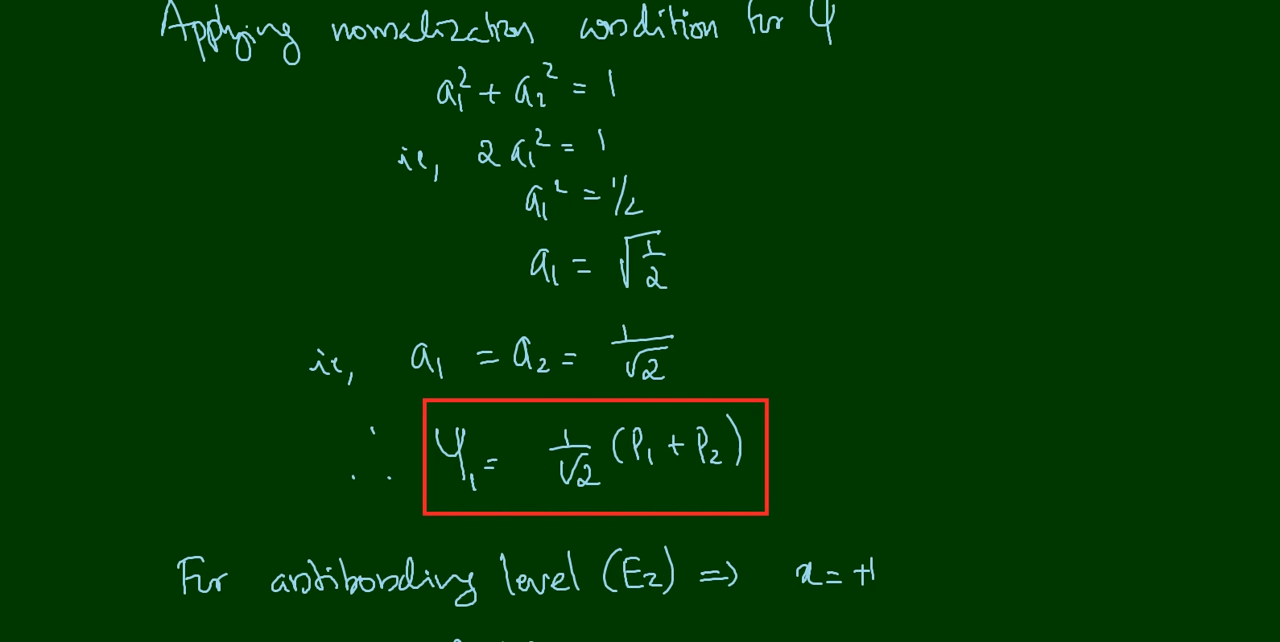 Applying normalization condition for ψ
a₁² + a₂² = 1
ie, 2a₁² = 1
a₁² = 1/2
a₁ = √(1/2)
ie, a₁ = a₂ = 1/√2
∴ ψ₁ = 1/√2 (P₁ + P₂)
For antibonding level (E₂) ⇒ x = +1